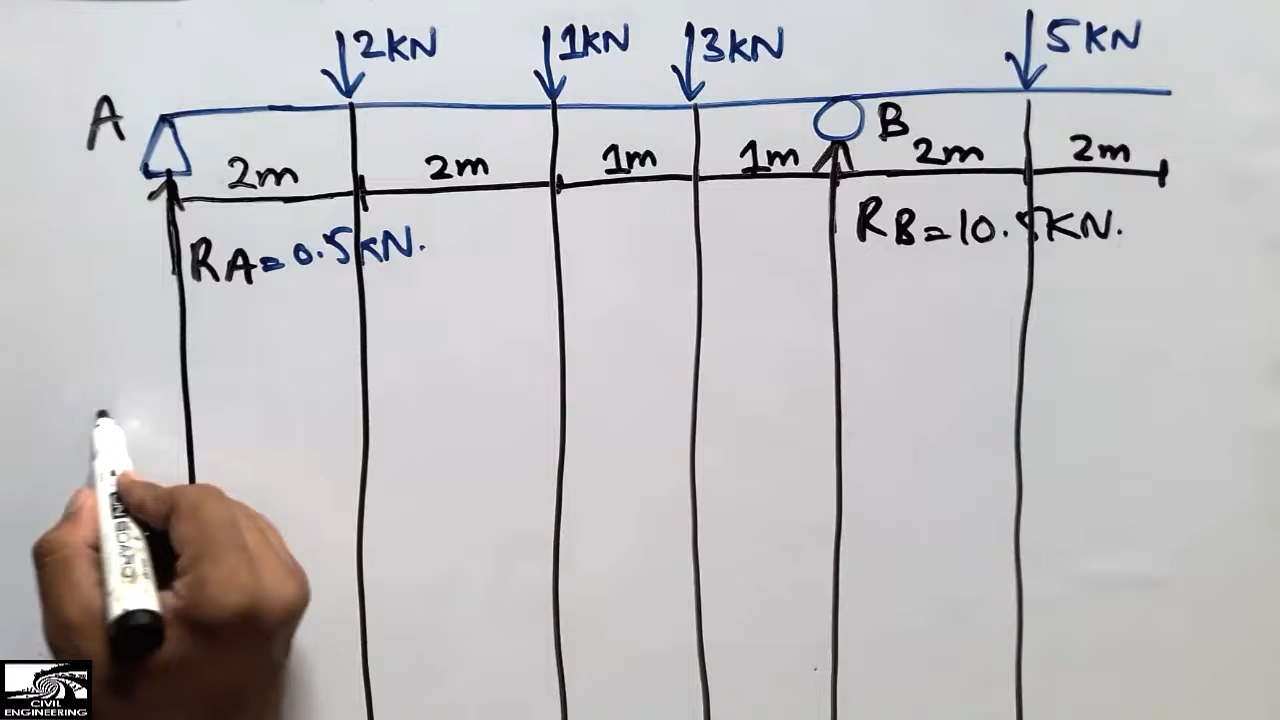 2KN 1KN 3KN 5KN
A B
2m 2m 1m 1m 2m 2m
RA=0.5KN. RB=10.5KN.
CIVIL
ENGINEERING